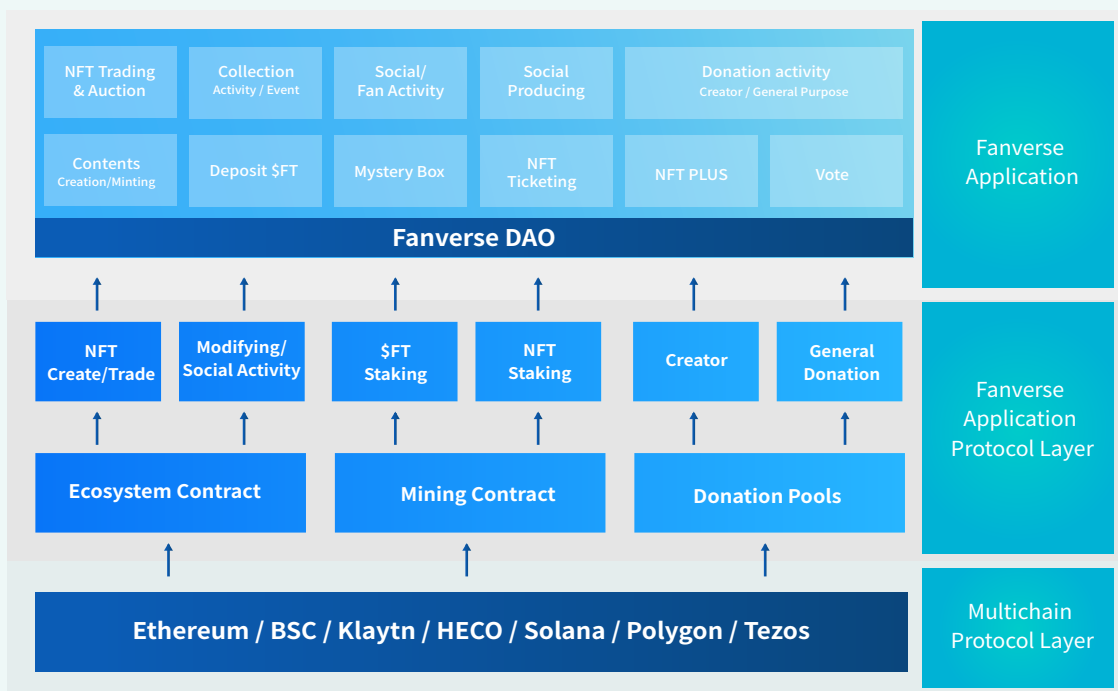 NFT Trading
& Auction
Collection
Activity / Event
Social/
Fan Activity
Social
Producing
Donation activity
Creator / General Purpose
Contents
Creation/Minting
Deposit $FT
Mystery Box
NFT
Ticketing
NFT PLUS
Vote
Fanverse DAO
Fanverse
Application
NFT
Create/Trade
Modifying/
Social Activity
$FT
Staking
NFT
Staking
Creator
General
Donation
Ecosystem Contract
Mining Contract
Donation Pools
Fanverse
Application
Protocol Layer
Ethereum / BSC / Klaytn / HECO / Solana / Polygon / Tezos
Multichain
Protocol Layer